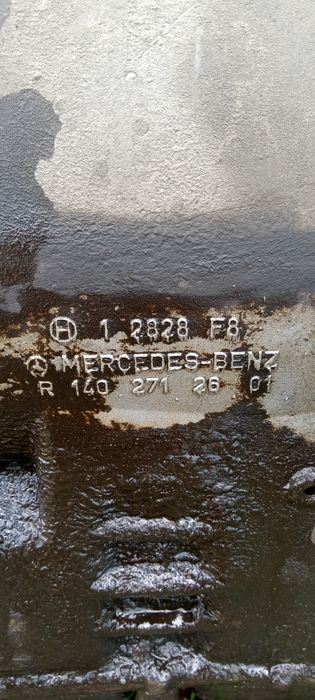 H 1 2828 F8
MERCEDES-BENZ
R 140 271 26 01